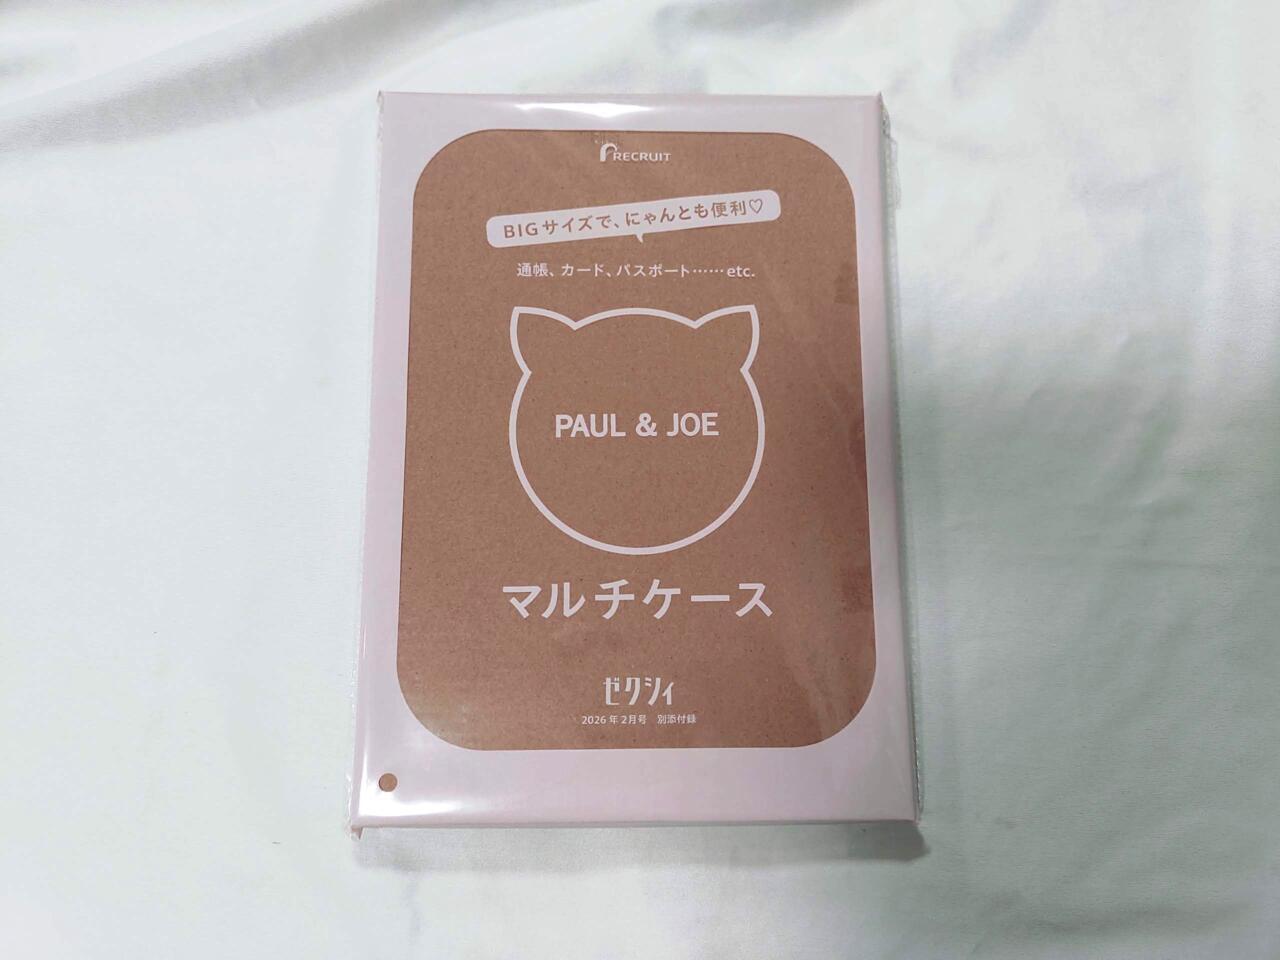 RECRUIT
BIGサイズで、にゃんとも便利♡
通帳、カード、パスポート……etc.
PAUL & JOE
マルチケース
ゼクシィ
2026年2月号 別添付録